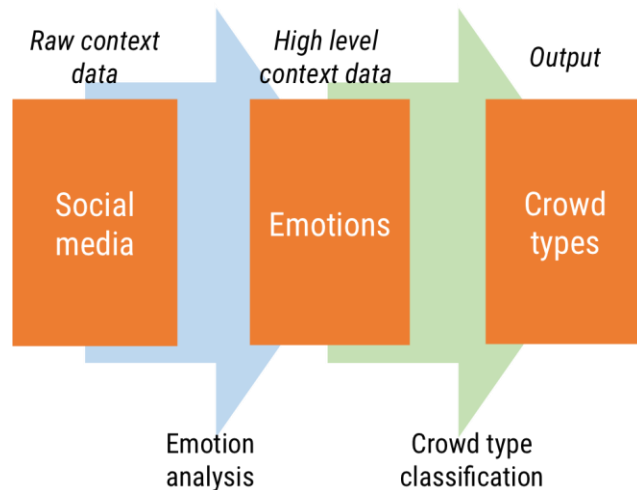 Raw context
data
High level
context data
Output
Social
media
Emotions
Crowd
types
Emotion
analysis
Crowd type
classification